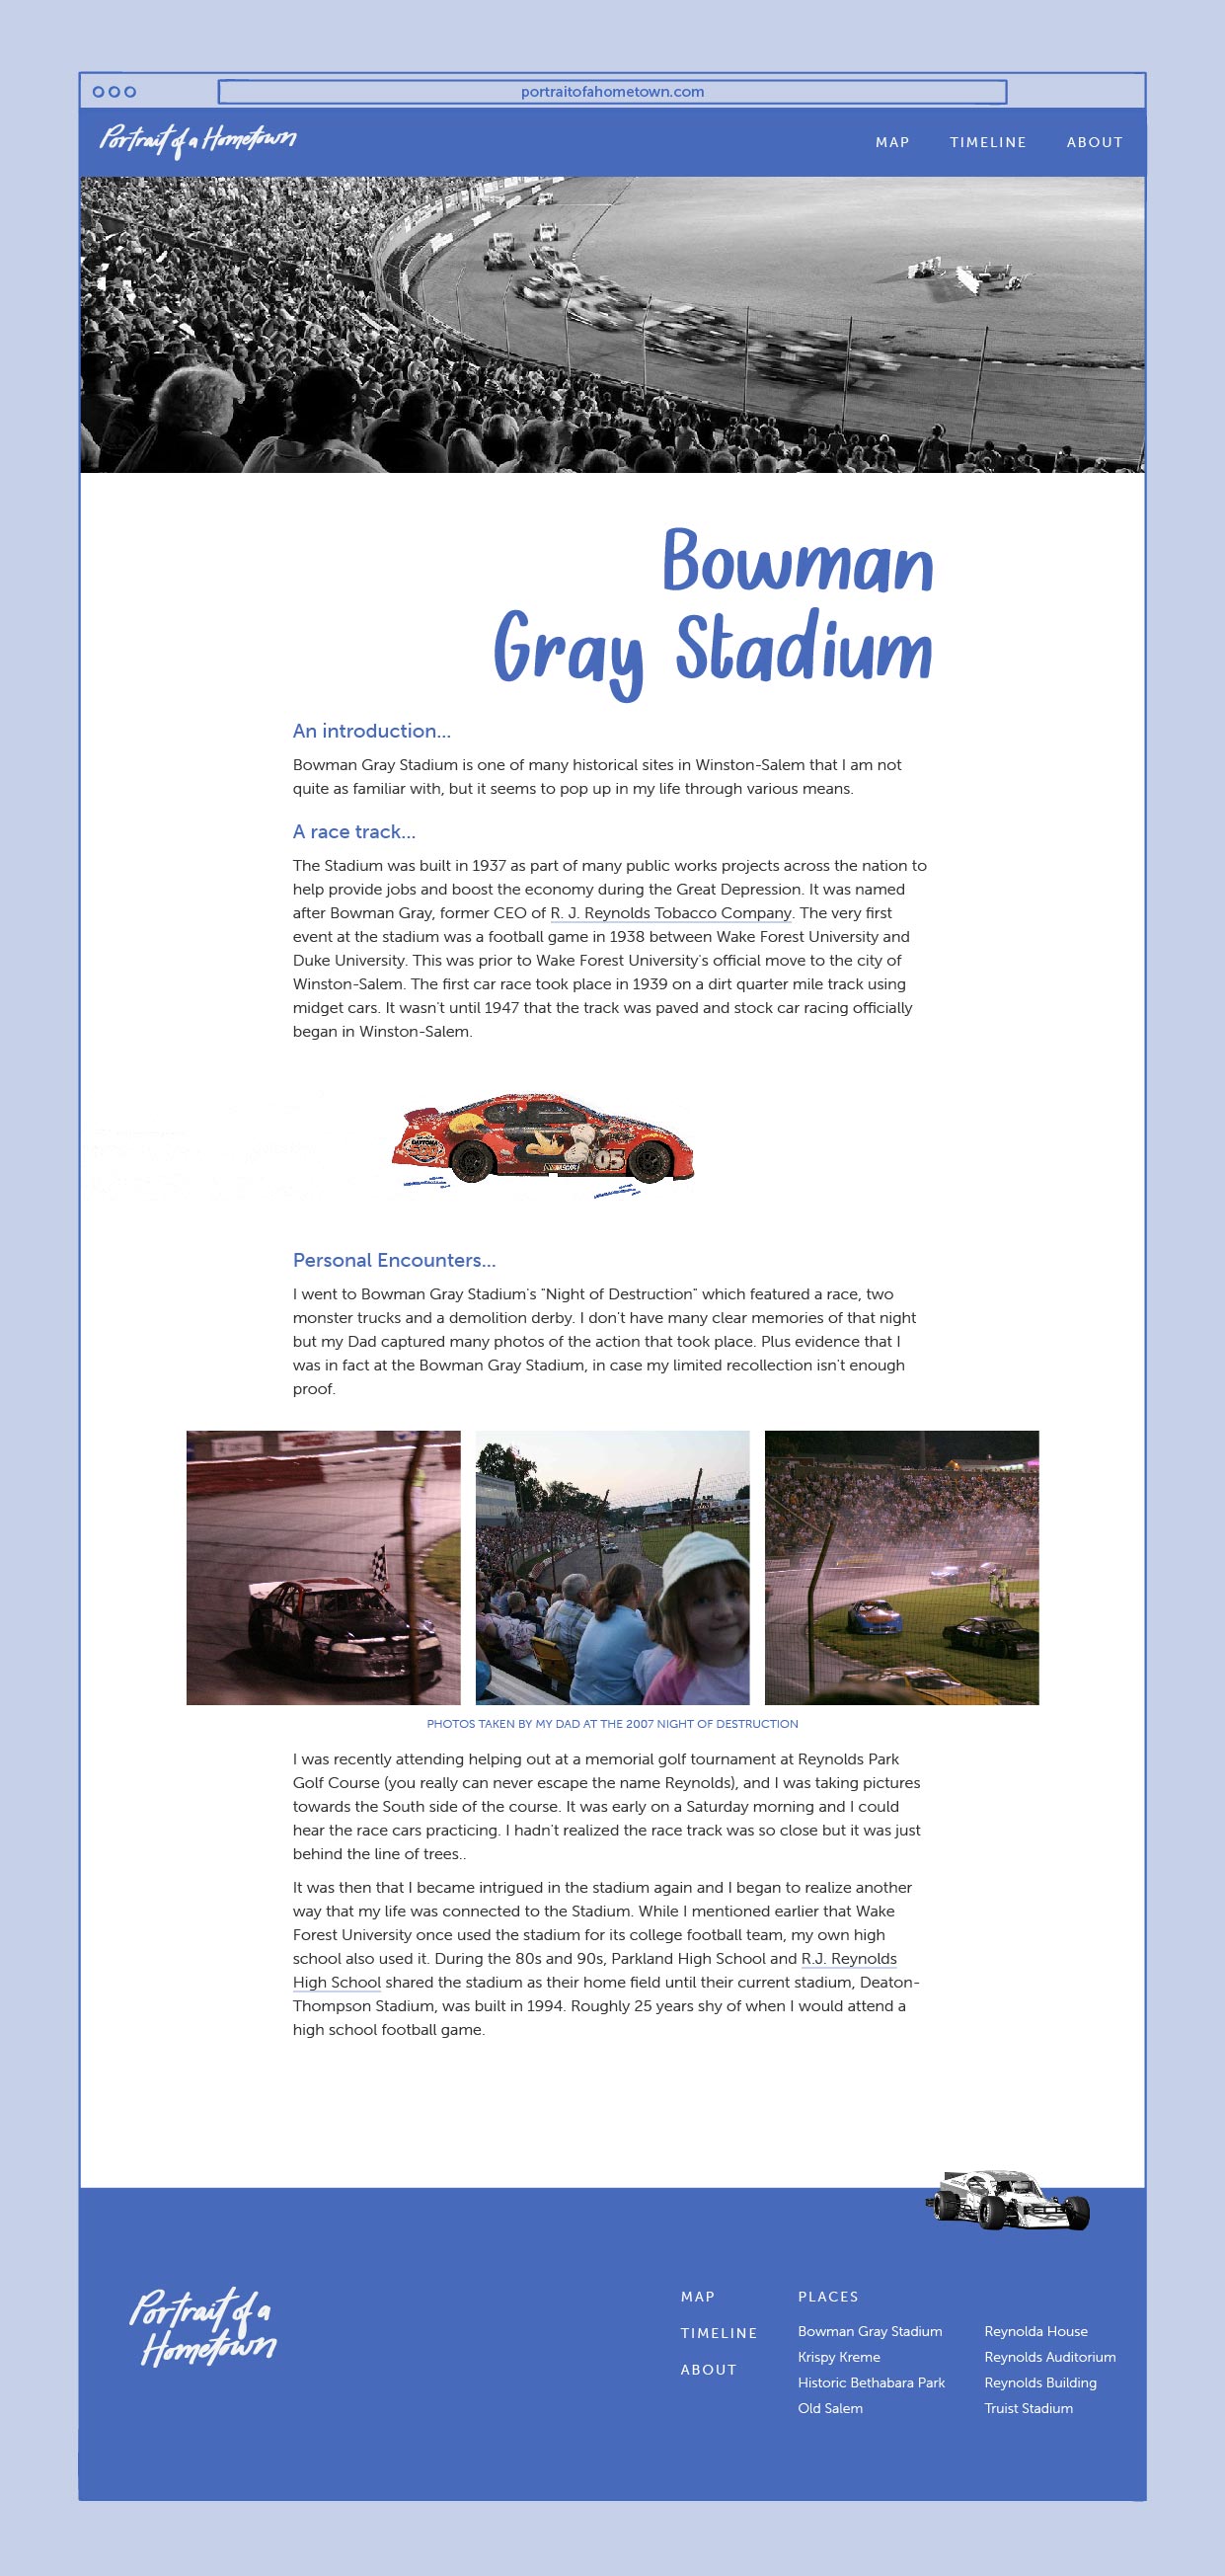 portraitofahometown.com
Portrait of a Hometown
MAP TIMELINE ABOUT
Bowman
Gray Stadium
An introduction...
Bowman Gray Stadium is one of many historical sites in Winston-Salem that I am not
quite as familiar with, but it seems to pop up in my life through various means.
A race track...
The Stadium was built in 1937 as part of many public works projects across the nation to
help provide jobs and boost the economy during the Great Depression. It was named
after Bowman Gray, former CEO of R. J. Reynolds Tobacco Company. The very first
event at the stadium was a football game in 1938 between Wake Forest University and
Duke University. This was prior to Wake Forest University's official move to the city of
Winston-Salem. The first car race took place in 1939 on a dirt quarter mile track using
midget cars. It wasn't until 1947 that the track was paved and stock car racing officially
began in Winston-Salem.
DAYTONA
NASCAR
05
Personal Encounters...
I went to Bowman Gray Stadium's "Night of Destruction" which featured a race, two
monster trucks and a demolition derby. I don't have many clear memories of that night
but my Dad captured many photos of the action that took place. Plus evidence that I
was in fact at the Bowman Gray Stadium, in case my limited recollection isn't enough
proof.
PHOTOS TAKEN BY MY DAD AT THE 2007 NIGHT OF DESTRUCTION
I was recently attending helping out at a memorial golf tournament at Reynolds Park
Golf Course (you really can never escape the name Reynolds), and I was taking pictures
towards the South side of the course. It was early on a Saturday morning and I could
hear the race cars practicing. I hadn't realized the race track was so close but it was just
behind the line of trees..
It was then that I became intrigued in the stadium again and I began to realize another
way that my life was connected to the Stadium. While I mentioned earlier that Wake
Forest University once used the stadium for its college football team, my own high
school also used it. During the 80s and 90s, Parkland High School and R.J. Reynolds
High School shared the stadium as their home field until their current stadium, Deaton-
Thompson Stadium, was built in 1994. Roughly 25 years shy of when I would attend a
high school football game.
Portrait of a
Hometown
MAP
TIMELINE
ABOUT
PLACES
Bowman Gray Stadium
Krispy Kreme
Historic Bethabara Park
Old Salem
Reynolda House
Reynolds Auditorium
Reynolds Building
Truist Stadium